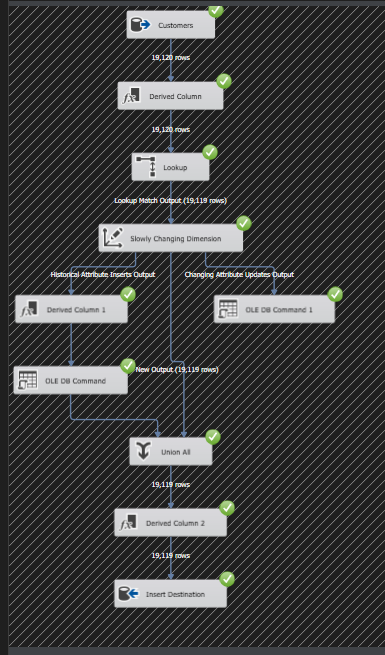 Customers
19,120 rows
Derived Column
19,120 rows
Lookup
Lookup Match Output (19,119 rows)
Slowly Changing Dimension
Historical Attribute Inserts Output
Changing Attribute Updates Output
Derived Column 1
OLE DB Command 1
OLE DB Command
New Output (19,119 rows)
Union All
19,119 rows
Derived Column 2
19,119 rows
Insert Destination